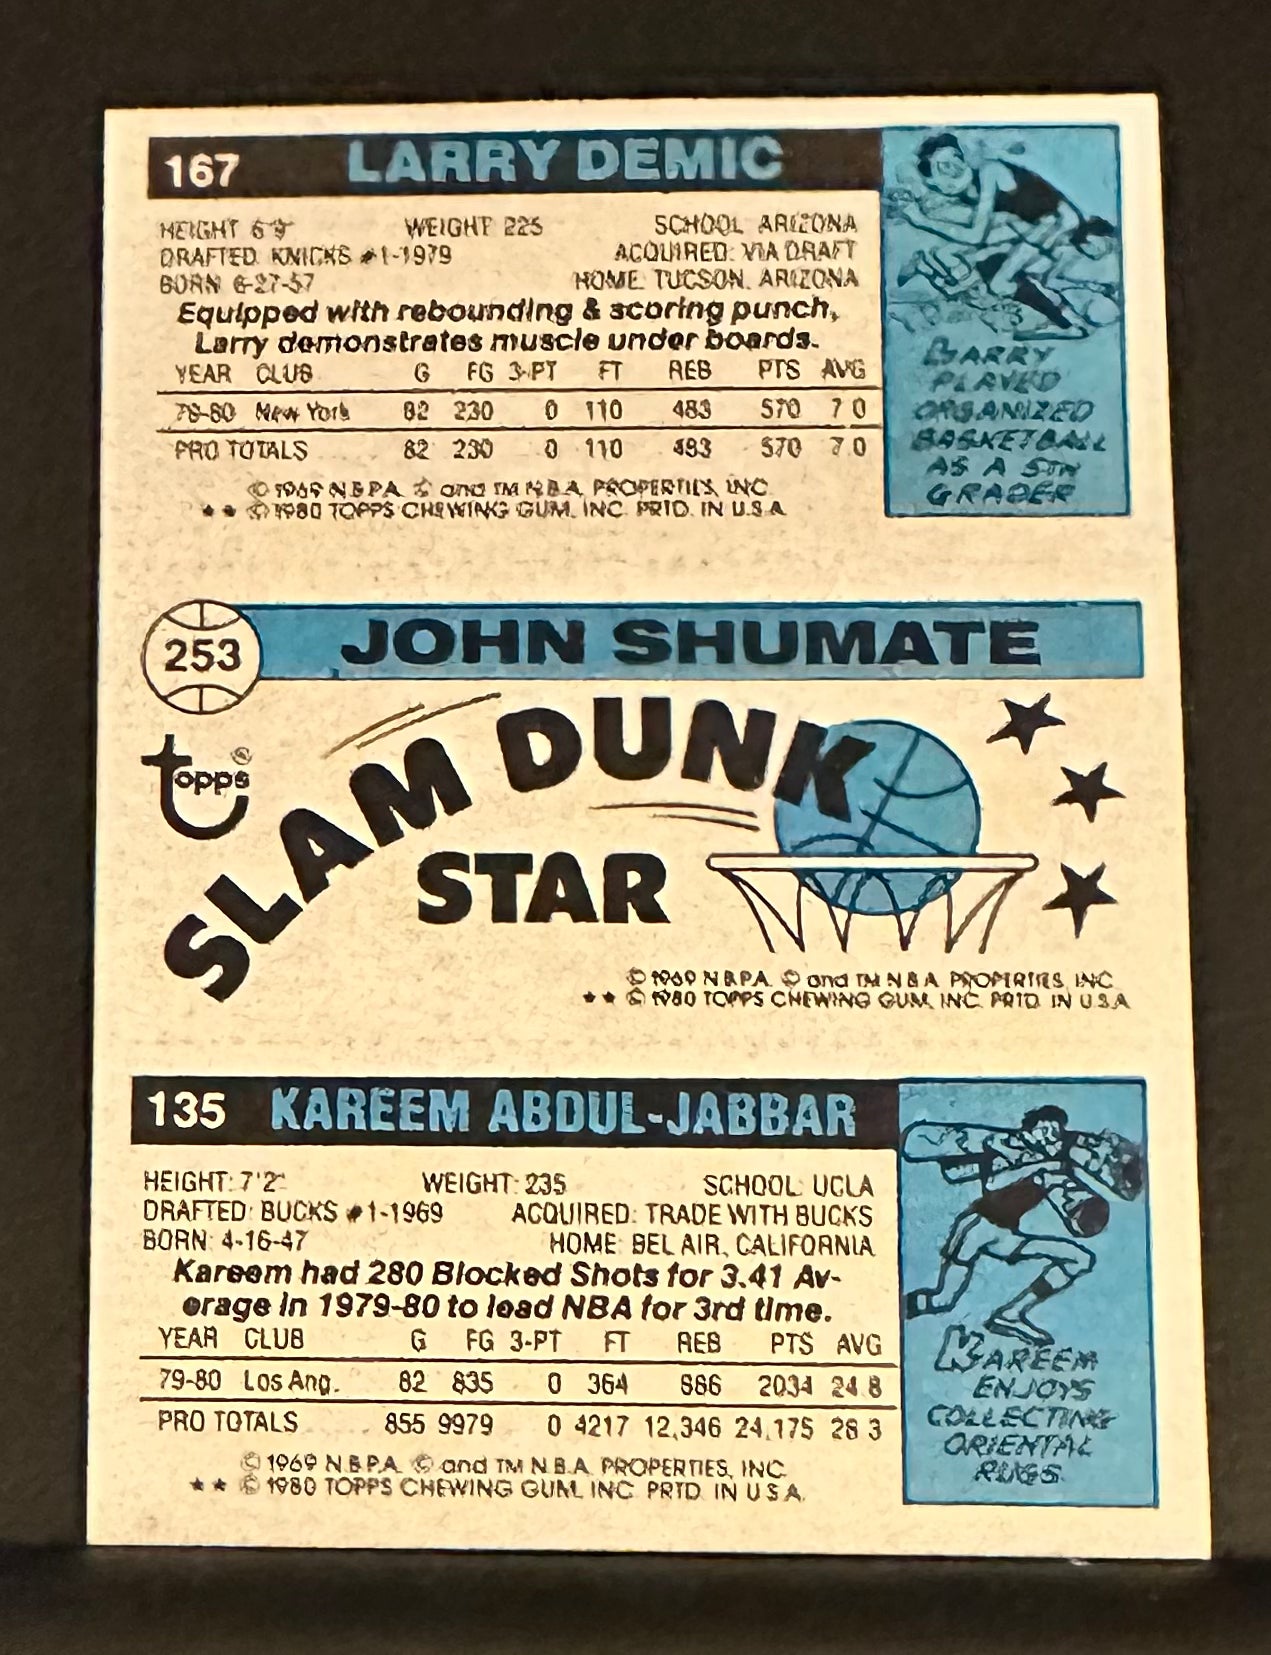 167 LARRY DEMIC
HEIGHT 6'9" WEIGHT 225 SCHOOL ARIZONA
DRAFTED KNICKS #1-1979 ACQUIRED: VIA DRAFT
BORN 6-27-57 HOME: TUCSON, ARIZONA
Equipped with rebounding & scoring punch,
Larry demonstrates muscle under boards.
YEAR CLUB G FG 3-PT FT REB PTS AVG
79-80 New York 82 230 0 110 483 570 7.0
PRO TOTALS 82 230 0 110 483 570 7.0
© 1969 N.B.P.A. © and TM N.B.A. PROPERTIES, INC.
★★ © 1980 TOPPS CHEWING GUM, INC. PRTD. IN U.S.A.
LARRY
PLAYED
ORGANIZED
BASKETBALL
AS A 5TH
GRADER
253 JOHN SHUMATE
topps®
SLAM DUNK
STAR
© 1969 N.B.P.A. © and TM N.B.A. PROPERTIES, INC.
★★ © 1980 TOPPS CHEWING GUM, INC. PRTD. IN U.S.A.
135 KAREEM ABDUL-JABBAR
HEIGHT: 7'2" WEIGHT: 235 SCHOOL: UCLA
DRAFTED: BUCKS #1-1969 ACQUIRED: TRADE WITH BUCKS
BORN: 4-16-47 HOME: BEL AIR, CALIFORNIA
Kareem had 280 Blocked Shots for 3.41 Av-
erage in 1979-80 to lead NBA for 3rd time.
YEAR CLUB G FG 3-PT FT REB PTS AVG
79-80 Los Ang. 82 835 0 364 886 2034 24.8
PRO TOTALS 855 9979 0 4217 12,346 24,175 28.3
© 1969 N.B.P.A. © and TM N.B.A. PROPERTIES, INC.
★★ © 1980 TOPPS CHEWING GUM, INC. PRTD. IN U.S.A.
KAREEM
ENJOYS
COLLECTING
ORIENTAL
RUGS